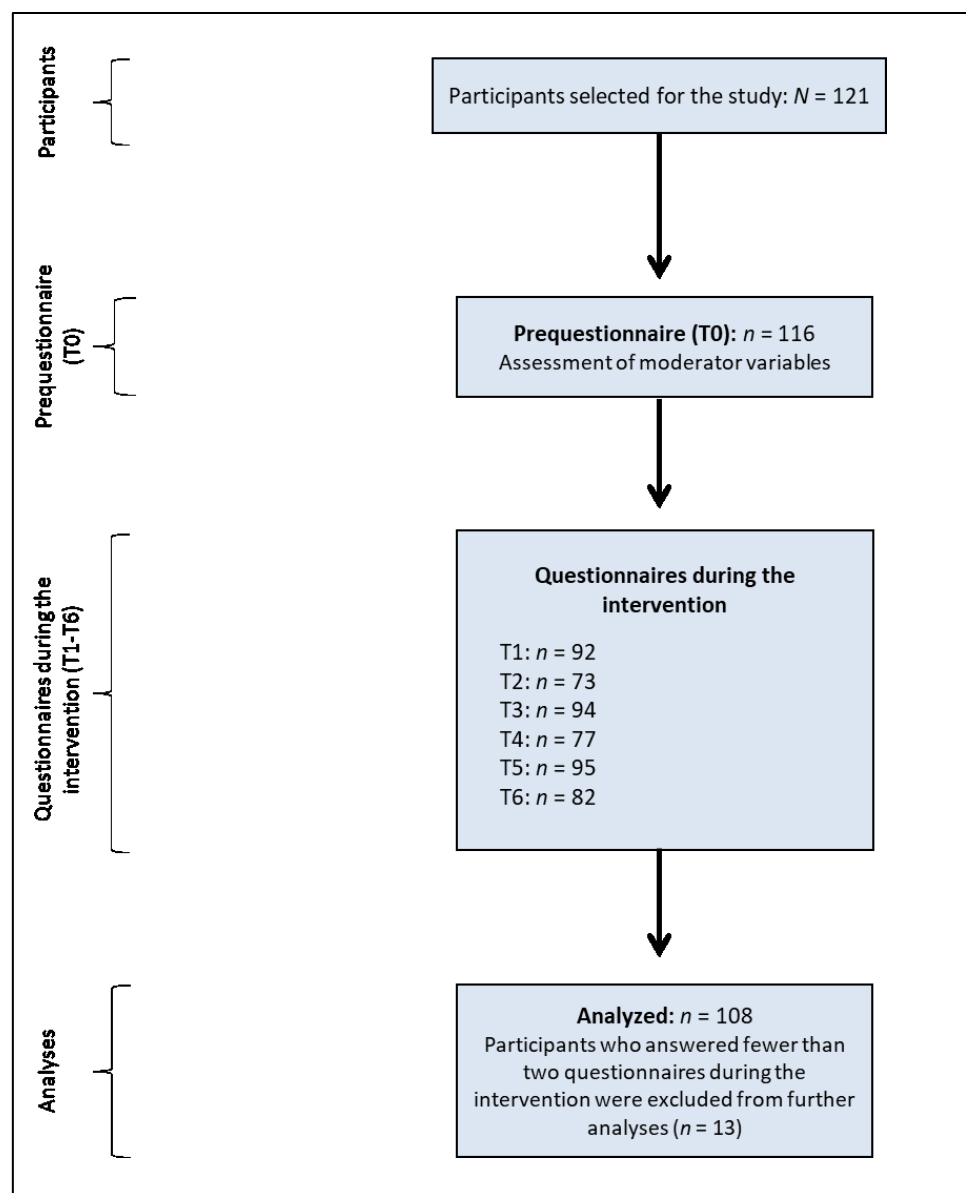 Participants
Participants selected for the study: N = 121
Prequestionnaire
(T0)
Prequestionnaire (T0): n = 116
Assessment of moderator variables
Questionnaires during the
intervention (T1-T6)
Questionnaires during the
intervention
T1: n = 92
T2: n = 73
T3: n = 94
T4: n = 77
T5: n = 95
T6: n = 82
Analyses
Analyzed: n = 108
Participants who answered fewer than
two questionnaires during the
intervention were excluded from further
analyses (n = 13)